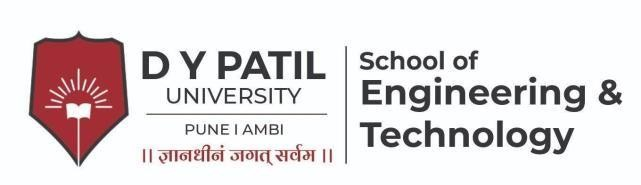 D Y PATIL
UNIVERSITY
PUNE I AMBI
|| ज्ञानधीनं जगत् सर्वम ||
School of
Engineering &
Technology